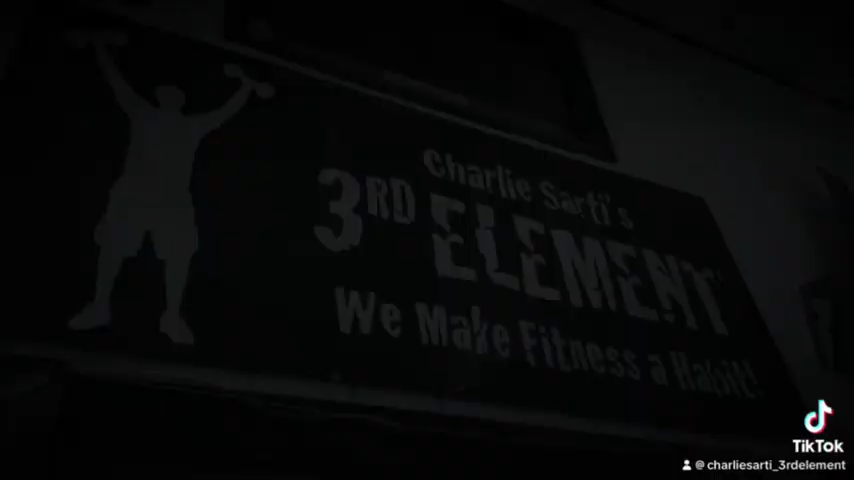 Charlie Sarti's
3RD ELEMENT
We Make Fitness a Habit!
TikTok
@charliesarti_3rdelement